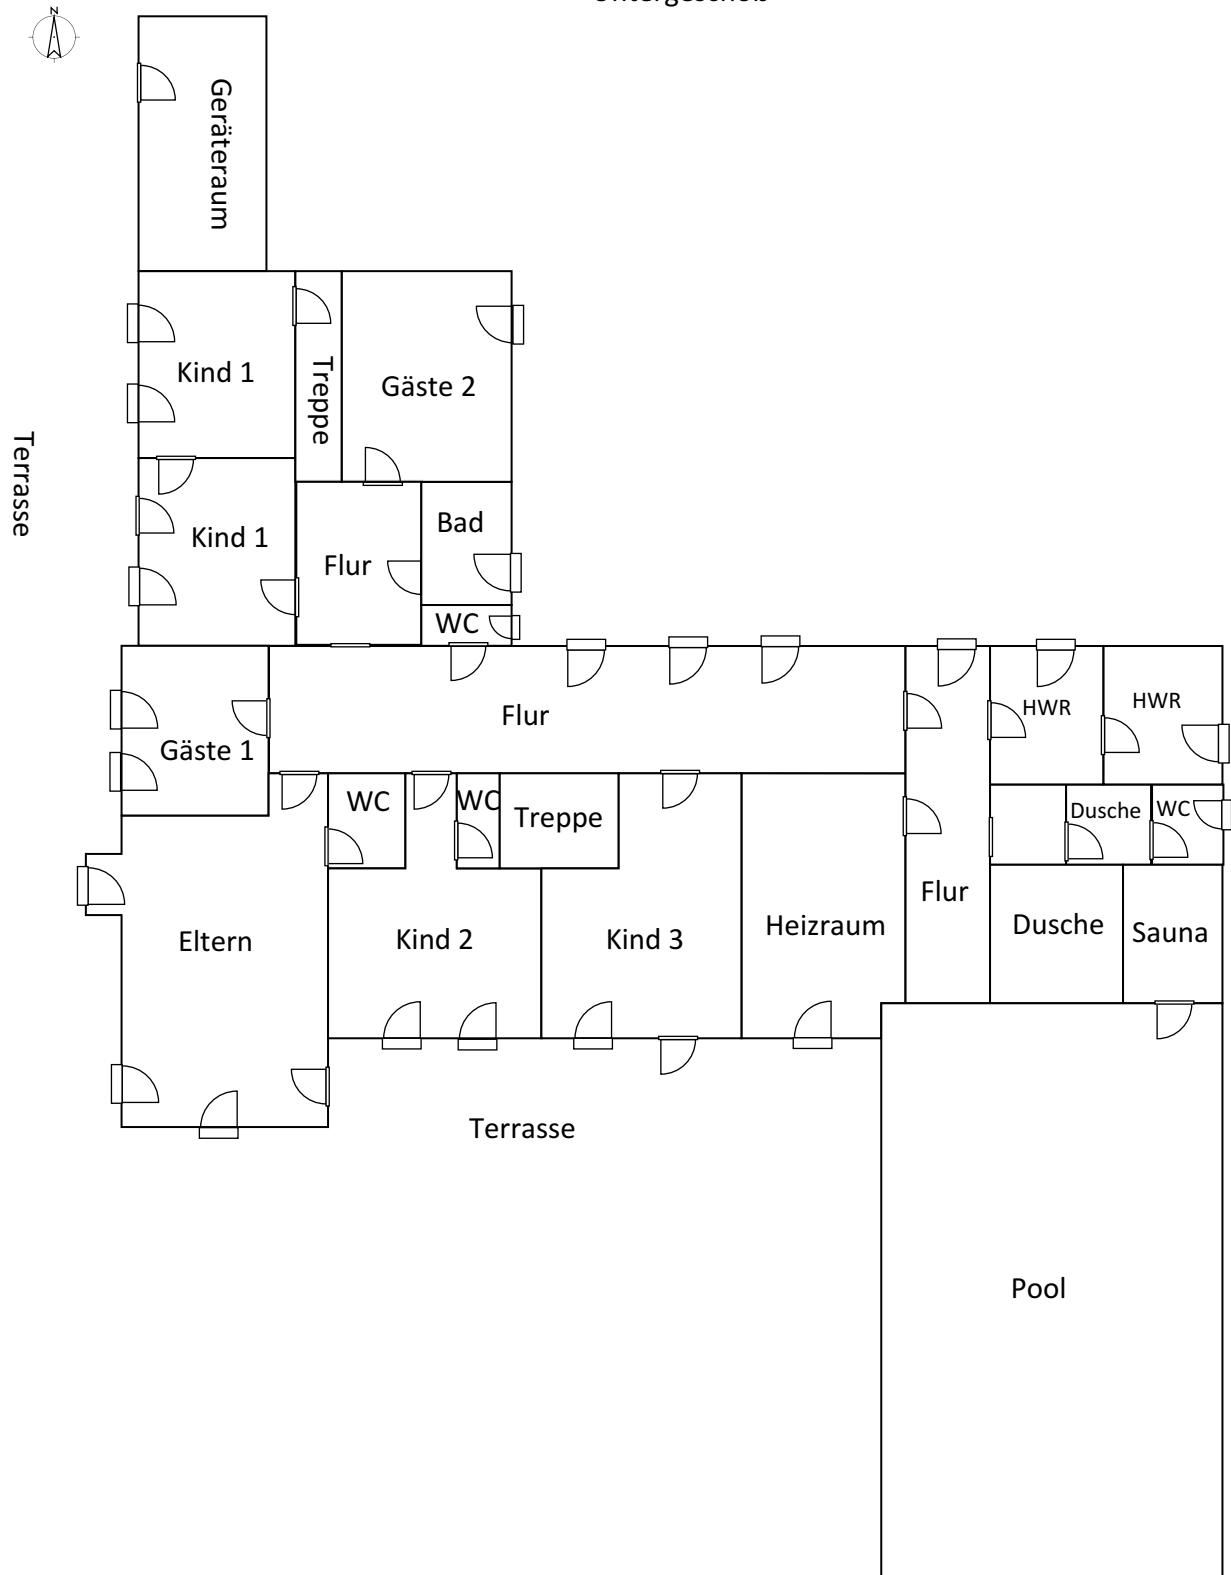 Untergeschoß
N
Geräteraum
Kind 1
Treppe
Gäste 2
Terrasse
Kind 1
Flur
Bad
WC
Flur
Gäste 1
HWR
HWR
WC
WC
Treppe
Dusche
WC
Flur
Eltern
Kind 2
Kind 3
Heizraum
Dusche
Sauna
Terrasse
Pool